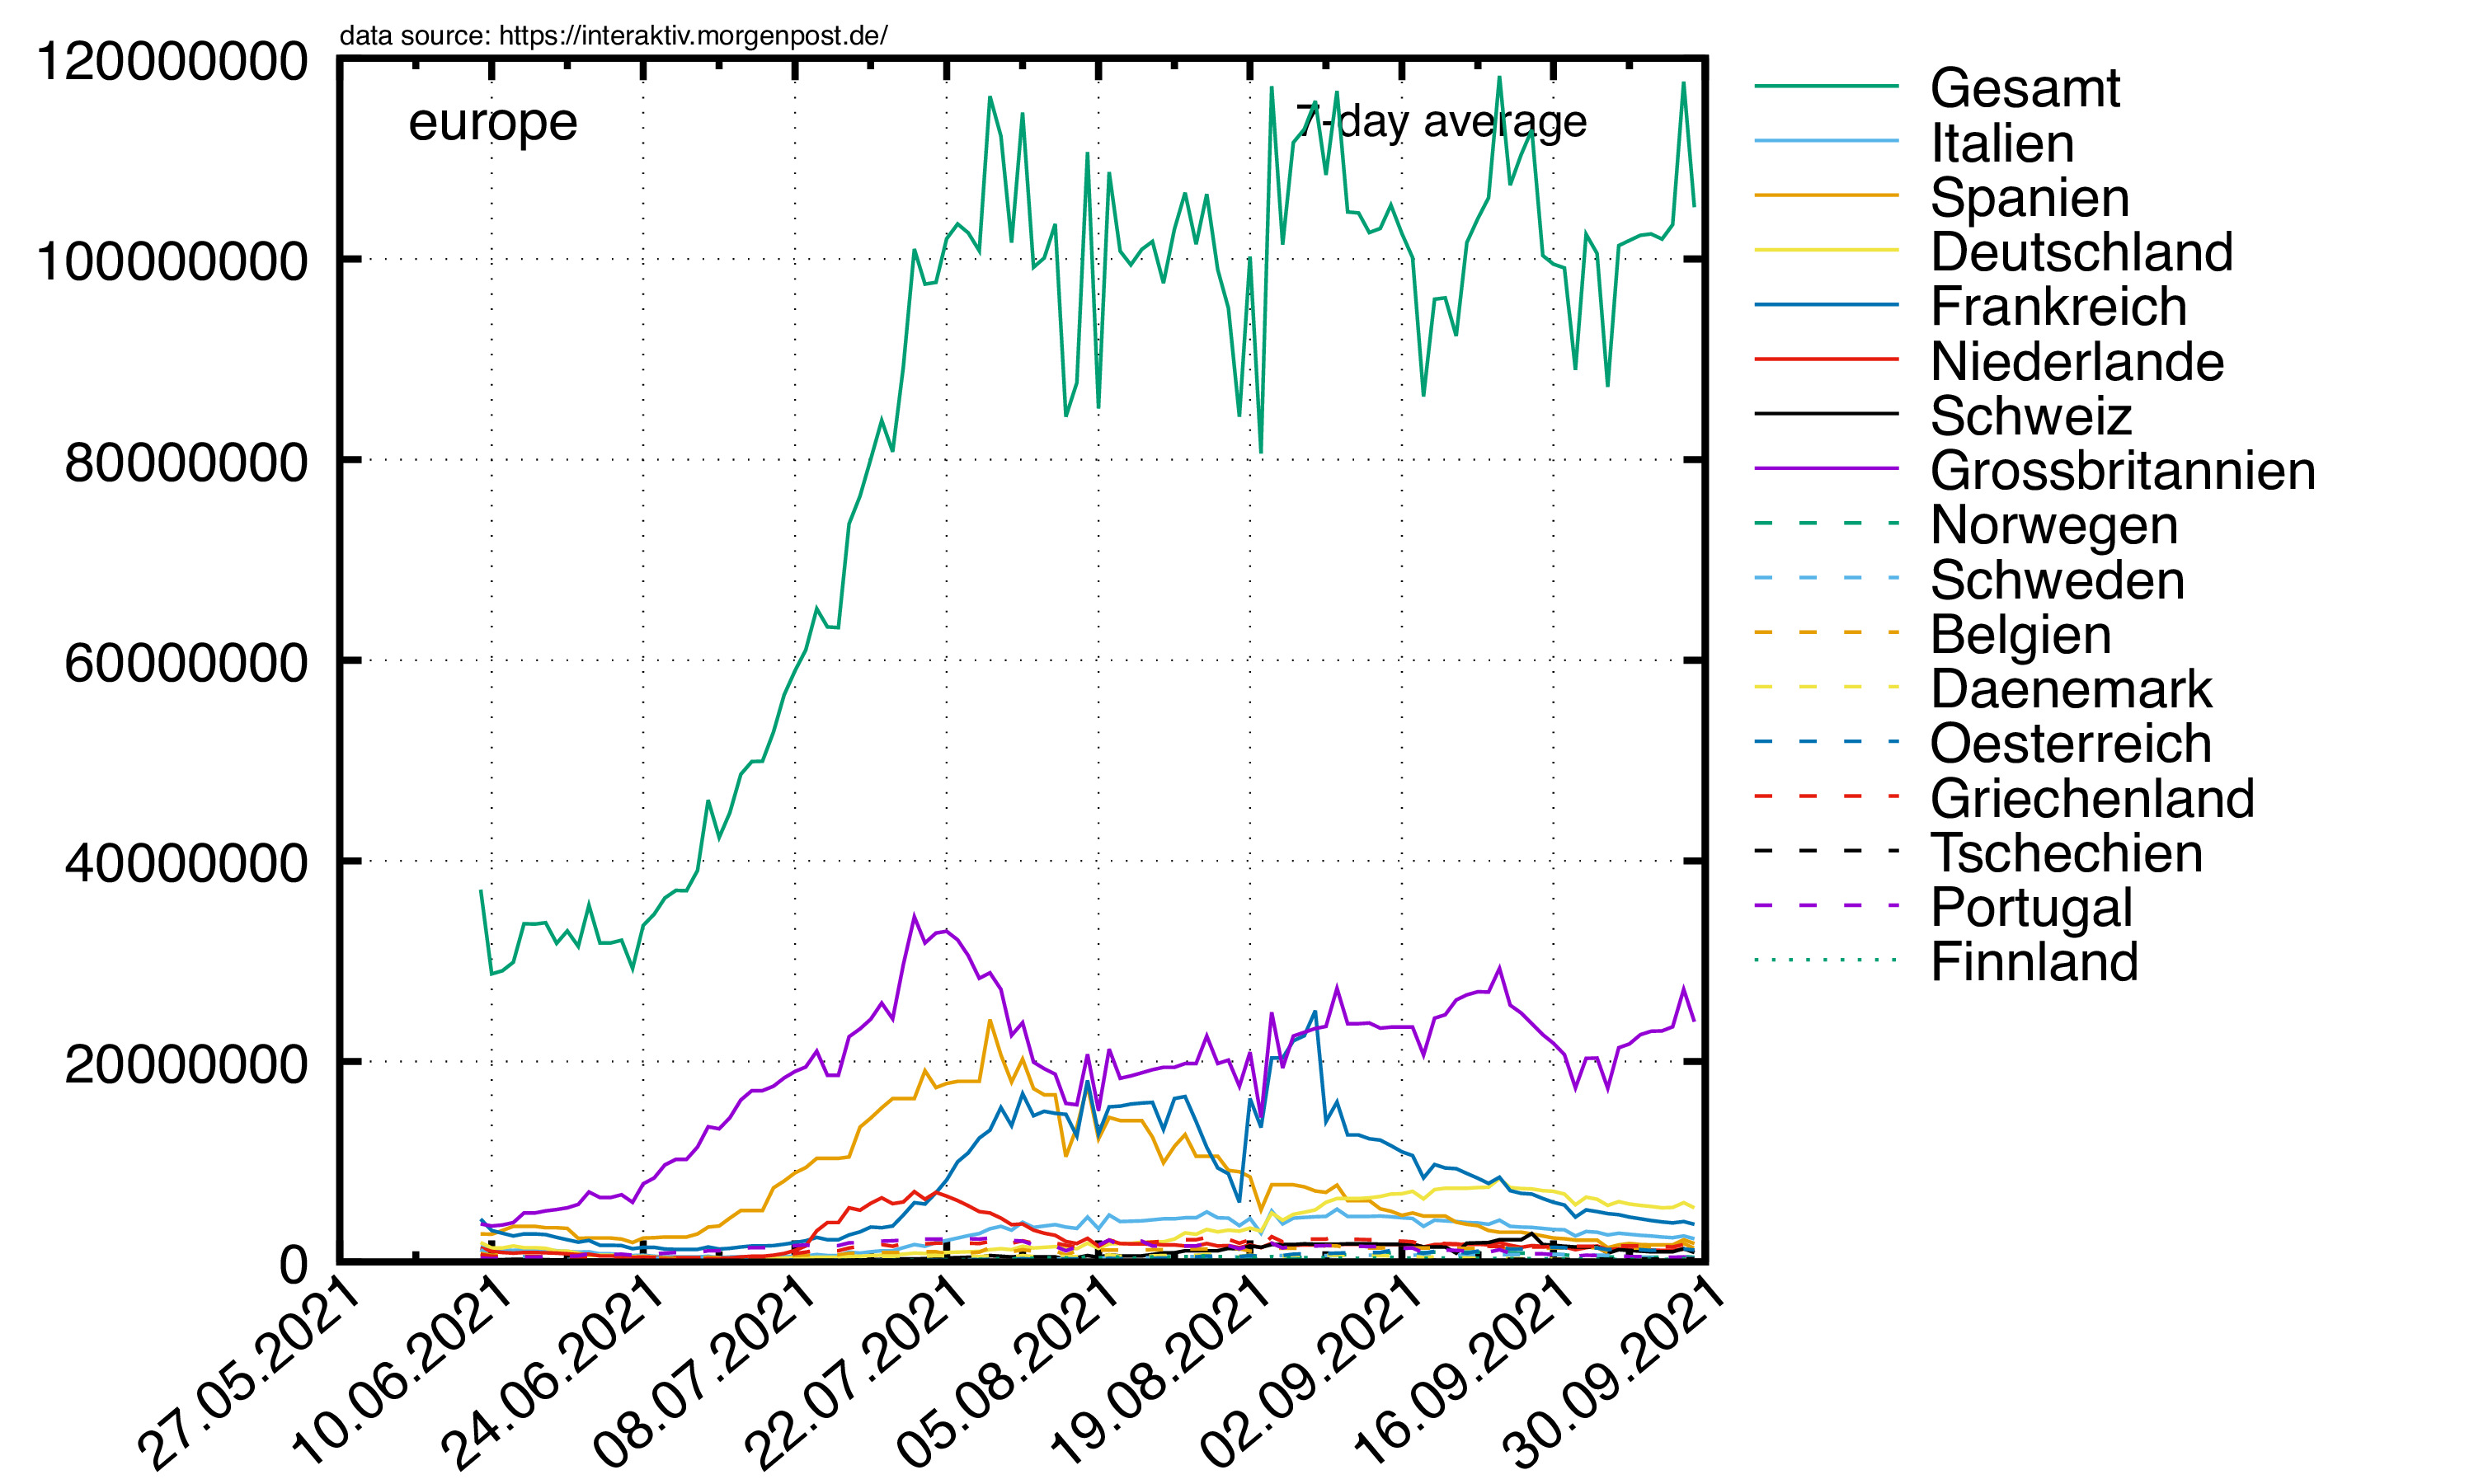 data source: https://interaktiv.morgenpost.de/
120000000
100000000
80000000
60000000
40000000
20000000
0
europe
7-day average
27.05.2021
10.06.2021
24.06.2021
08.07.2021
22.07.2021
05.08.2021
19.08.2021
02.09.2021
16.09.2021
30.09.2021
Gesamt
Italien
Spanien
Deutschland
Frankreich
Niederlande
Schweiz
Grossbritannien
Norwegen
Schweden
Belgien
Daenemark
Oesterreich
Griechenland
Tschechien
Portugal
Finnland